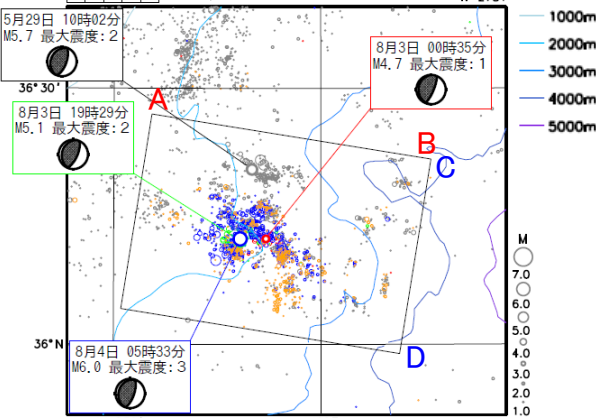 5月29日 10時02分
M5.7 最大震度:2
8月3日 00時35分
M4.7 最大震度:1
1000m
2000m
3000m
4000m
5000m
36°30'
A
8月3日 19時29分
M5.1 最大震度:2
B
C
M
7.0
6.0
5.0
4.0
3.0
2.0
1.0
36°N
D
8月4日 05時33分
M6.0 最大震度:3